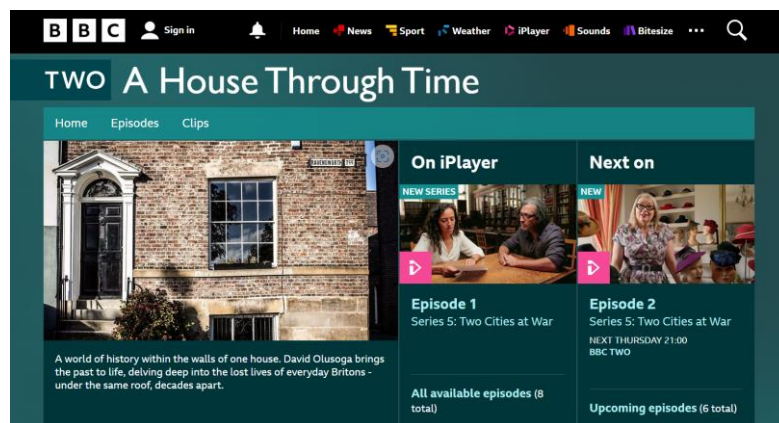 BBC Sign in Home News Sport Weather iPlayer Sounds Bitesize
TWO A House Through Time
Home Episodes Clips
On iPlayer
NEW SERIES
Episode 1
Series 5: Two Cities at War
All available episodes (8
total)
Next on
NEW
Episode 2
Series 5: Two Cities at War
NEXT THURSDAY 21:00
BBC TWO
Upcoming episodes (6 total)
A world of history within the walls of one house. David Olusoga brings
the past to life, delving deep into the lost lives of everyday Britons -
under the same roof, decades apart.